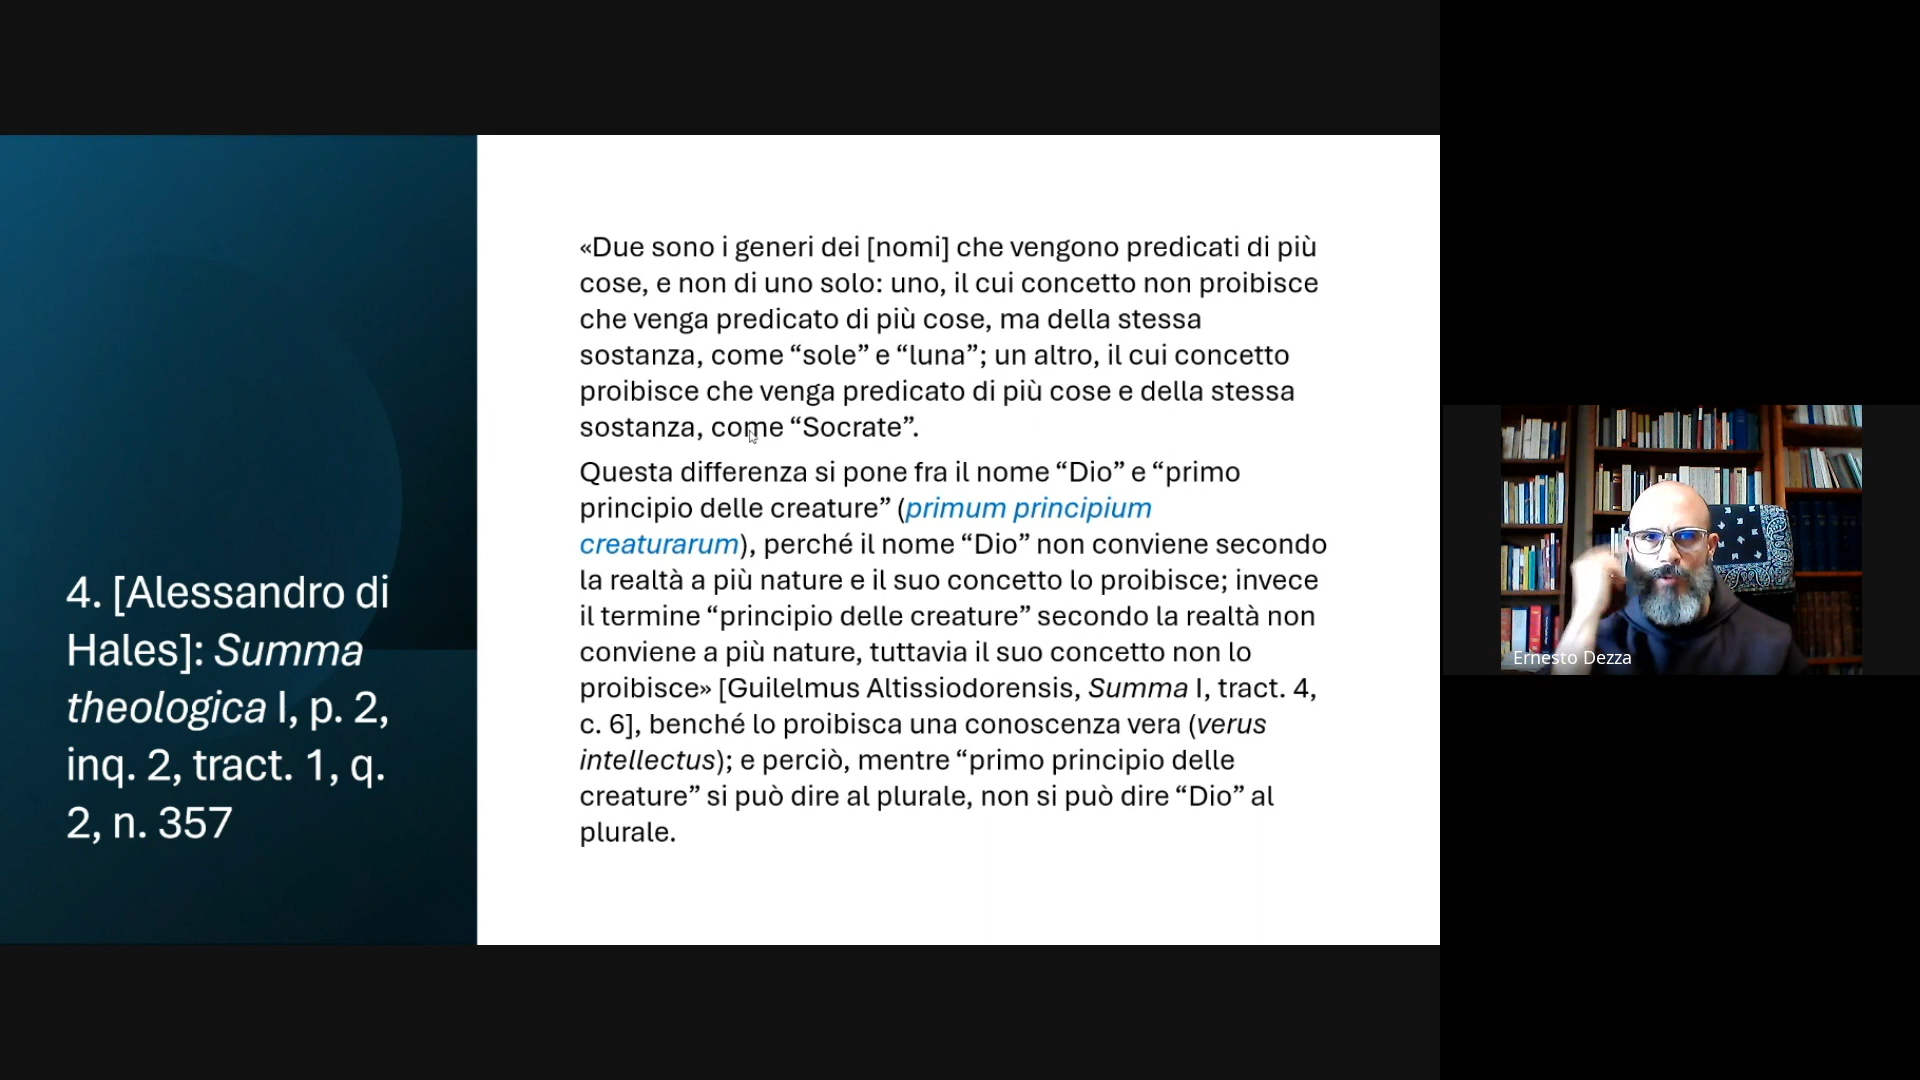 4. [Alessandro di
Hales]: Summa
theologica I, p. 2,
inq. 2, tract. 1, q.
2, n. 357
«Due sono i generi dei [nomi] che vengono predicati di più
cose, e non di uno solo: uno, il cui concetto non proibisce
che venga predicato di più cose, ma della stessa
sostanza, come “sole” e “luna”; un altro, il cui concetto
proibisce che venga predicato di più cose e della stessa
sostanza, come “Socrate”.
Questa differenza si pone fra il nome “Dio” e “primo
principio delle creature” (primum principium
creaturarum), perché il nome “Dio” non conviene secondo
la realtà a più nature e il suo concetto lo proibisce; invece
il termine “principio delle creature” secondo la realtà non
conviene a più nature, tuttavia il suo concetto non lo
proibisce» [Guilelmus Altissiodorensis, Summa I, tract. 4,
c. 6], benché lo proibisca una conoscenza vera (verus
intellectus); e perciò, mentre “primo principio delle
creature” si può dire al plurale, non si può dire “Dio” al
plurale.
Ernesto Dezza